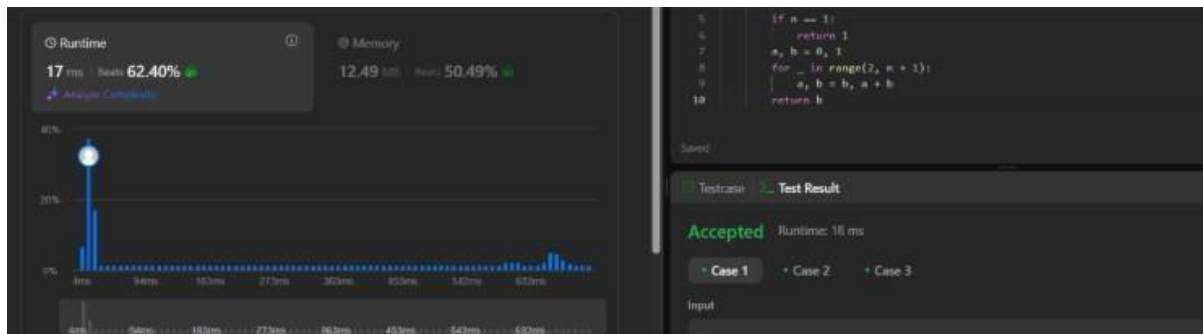 Runtime
17 ms Beats 62.40%
Analyze Complexity
Memory
12.49 MB Beats 50.49%
40%
20%
0%
4ms 94ms 183ms 273ms 363ms 453ms 542ms 632ms
4ms 94ms 183ms 273ms 363ms 453ms 542ms 632ms
5 if n == 1:
6 return 1
7 a, b = 0, 1
8 for _ in range(2, n + 1):
9 a, b = b, a + b
10 return b
Saved
Testcase >_ Test Result
Accepted Runtime: 18 ms
• Case 1 • Case 2 • Case 3
Input